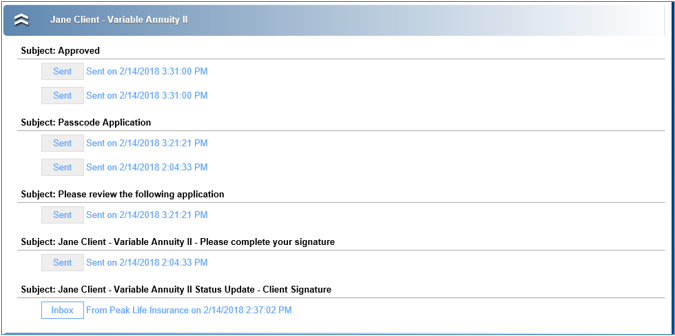 Jane Client - Variable Annuity II
Subject: Approved
Sent Sent on 2/14/2018 3:31:00 PM
Sent Sent on 2/14/2018 3:31:00 PM
Subject: Passcode Application
Sent Sent on 2/14/2018 3:21:21 PM
Sent Sent on 2/14/2018 2:04:33 PM
Subject: Please review the following application
Sent Sent on 2/14/2018 3:21:21 PM
Subject: Jane Client - Variable Annuity II - Please complete your signature
Sent Sent on 2/14/2018 2:04:33 PM
Subject: Jane Client - Variable Annuity II Status Update - Client Signature
Inbox From Peak Life Insurance on 2/14/2018 2:37:02 PM